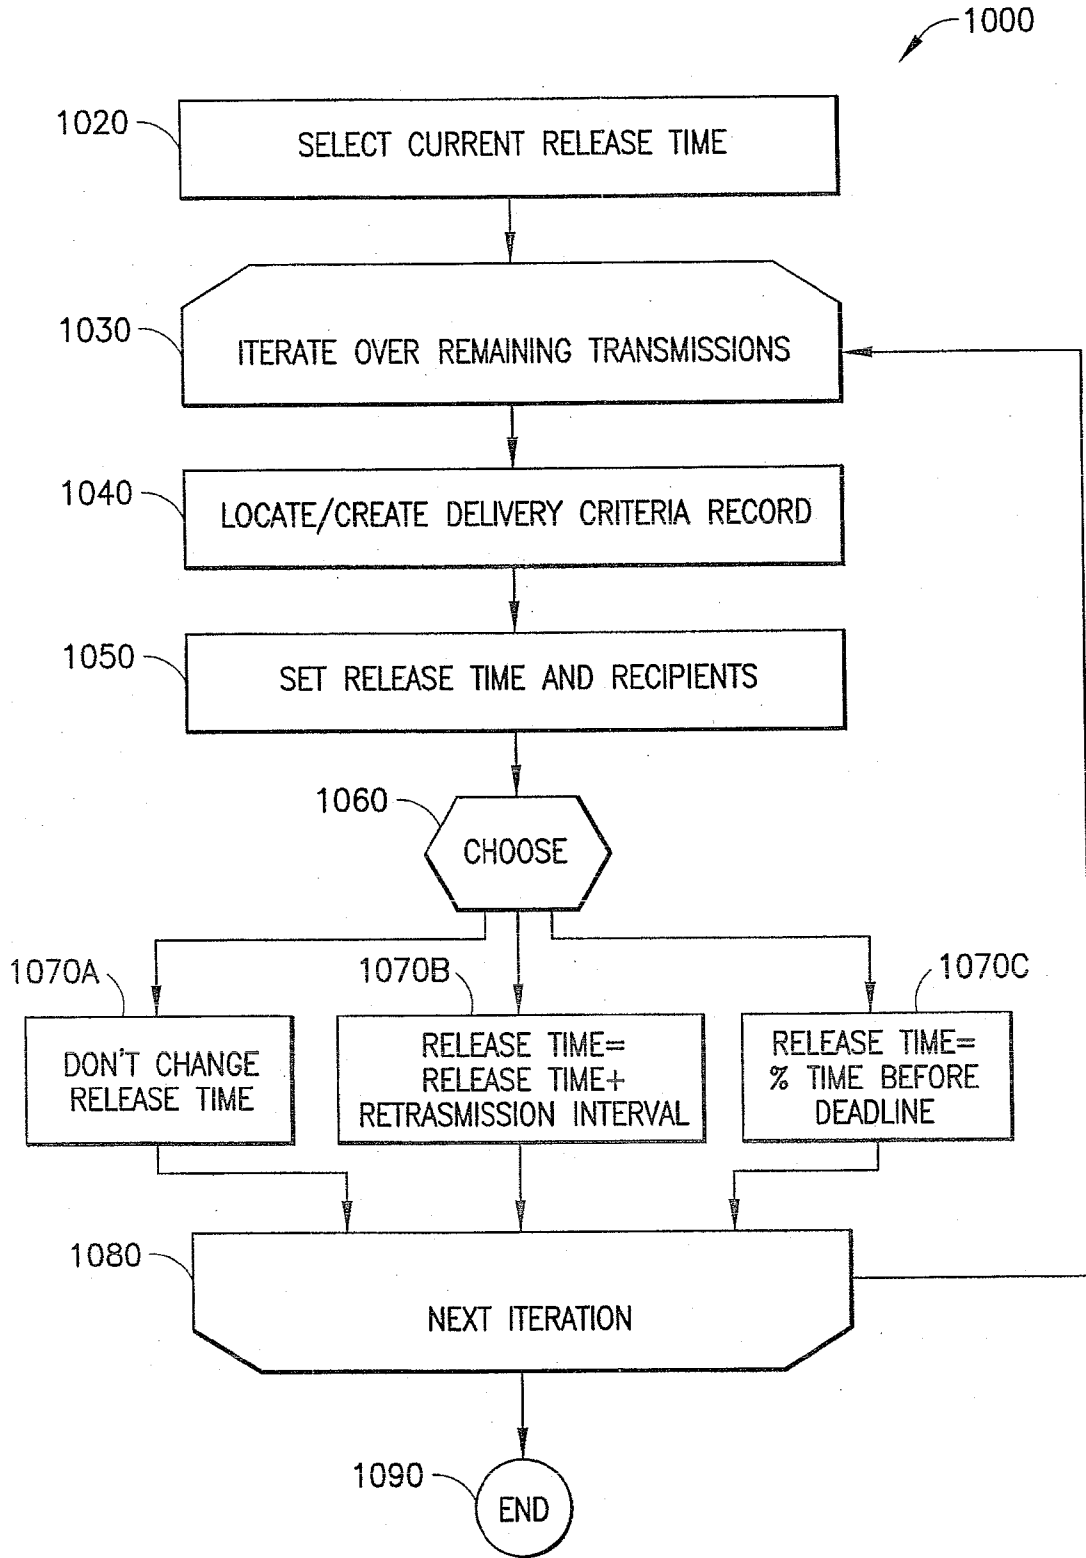 1000
1020
SELECT CURRENT RELEASE TIME
1030
ITERATE OVER REMAINING TRANSMISSIONS
1040
LOCATE/CREATE DELIVERY CRITERIA RECORD
1050
SET RELEASE TIME AND RECIPIENTS
1060
CHOOSE
1070A
DON'T CHANGE
RELEASE TIME
1070B
RELEASE TIME=
RELEASE TIME+
RETRASMISSION INTERVAL
1070C
RELEASE TIME=
% TIME BEFORE
DEADLINE
1080
NEXT ITERATION
1090
END